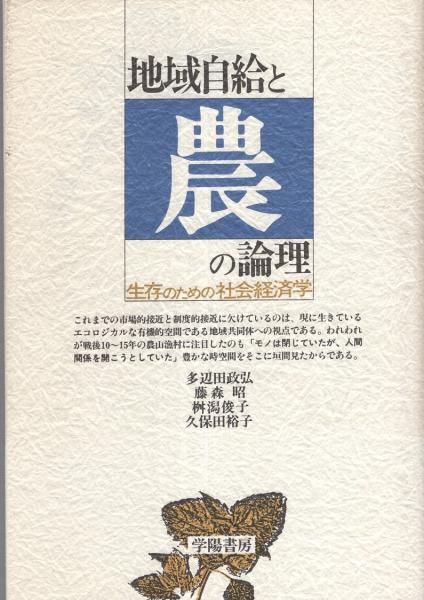 地域自給と
農
の論理
生存のための社会経済学
これまでの市場的接近と制度的接近に欠けているのは、現に生きている
エコロジカルな有機的空間である地域共同体への視点である。われわれ
が戦後10〜15年の農山漁村に注目したのも「モノは閉じていたが、人間
関係を開こうとしていた」豊かな時空間をそこに垣間見たからである。
多辺田政弘
藤森 昭
桝潟俊子
久保田裕子
学陽書房